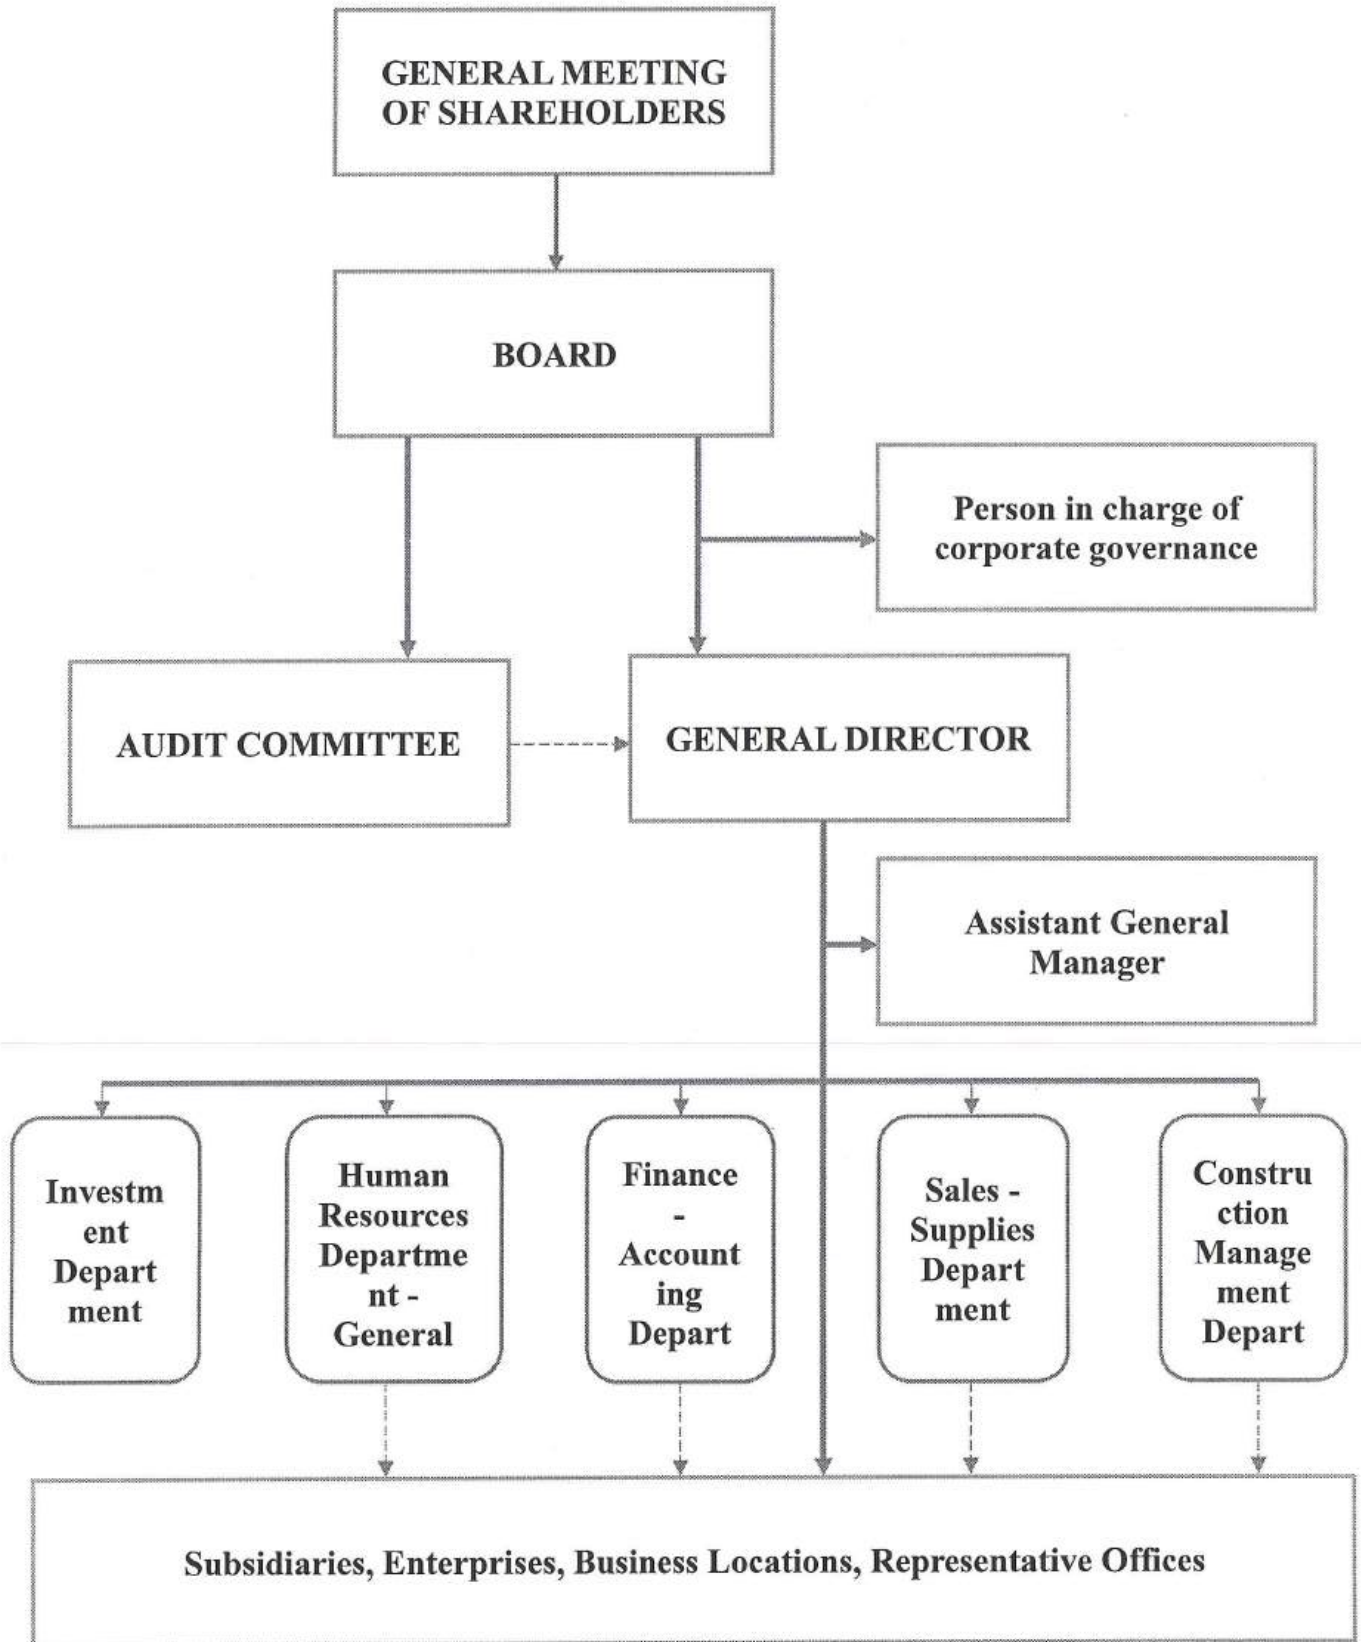 GENERAL MEETING
OF SHAREHOLDERS
BOARD
Person in charge of
corporate governance
AUDIT COMMITTEE
GENERAL DIRECTOR
Assistant General
Manager
Investm
ent
Depart
ment
Human
Resources
Departme
nt -
General
Finance
-
Account
ing
Depart
Sales -
Supplies
Depart
ment
Constru
ction
Manage
ment
Depart
Subsidiaries, Enterprises, Business Locations, Representative Offices